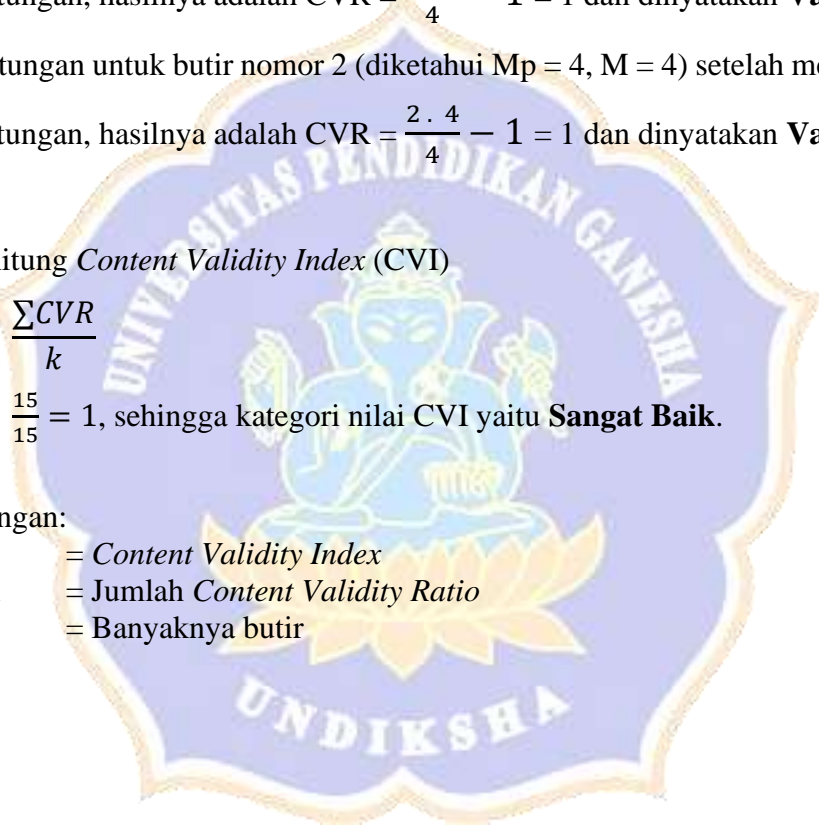 tungan, hasilnya adalah CVR = 4 − 1 = 1 dan dinyatakan
tungan untuk butir nomor 2 (diketahui Mp = 4, M = 4) setelah
tungan, hasilnya adalah CVR = 2 . 4 / 4 − 1 = 1 dan dinyatakan Va
UNIVERSITAS PENDIDIKAN GANESHA
itung Content Validity Index (CVI)
∑CVR
k
15/15 = 1, sehingga kategori nilai CVI yaitu Sangat Baik.
ngan:
= Content Validity Index
= Jumlah Content Validity Ratio
= Banyaknya butir
UNDIKSHA